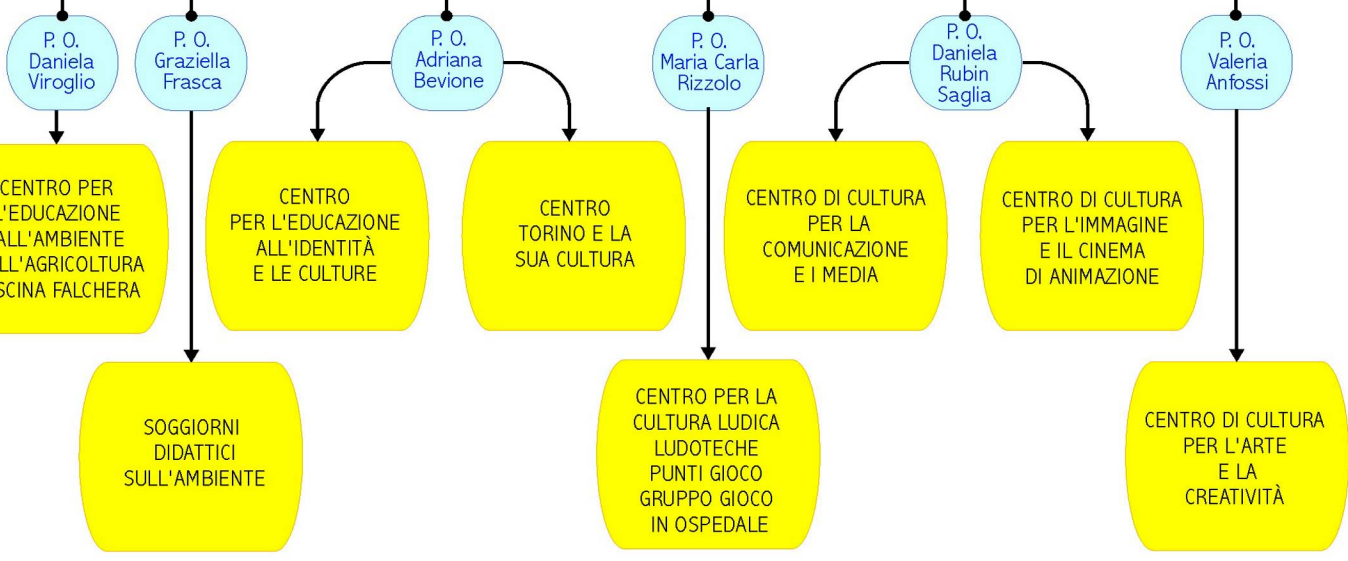 P. O.
Daniela
Viroglio
P. O.
Graziella
Frasca
P. O.
Adriana
Bevione
P. O.
Maria Carla
Rizzolo
P. O.
Daniela
Rubin
Saglia
P. O.
Valeria
Anfossi
CENTRO PER
L'EDUCAZIONE
ALL'AMBIENTE
ALL'AGRICOLTURA
FALCHERA
CENTRO
PER L'EDUCAZIONE
ALL'IDENTITÀ
E LE CULTURE
CENTRO
TORINO E LA
SUA CULTURA
CENTRO DI CULTURA
PER LA
COMUNICAZIONE
E I MEDIA
CENTRO DI CULTURA
PER L'IMMAGINE
E IL CINEMA
DI ANIMAZIONE
SOGGIORNI
DIDATTICI
SULL'AMBIENTE
CENTRO PER LA
CULTURA LUDICA
LUDOTECHE
PUNTI GIOCO
GRUPPO GIOCO
IN OSPEDALE
CENTRO DI CULTURA
PER L'ARTE
E LA
CREATIVITÀ